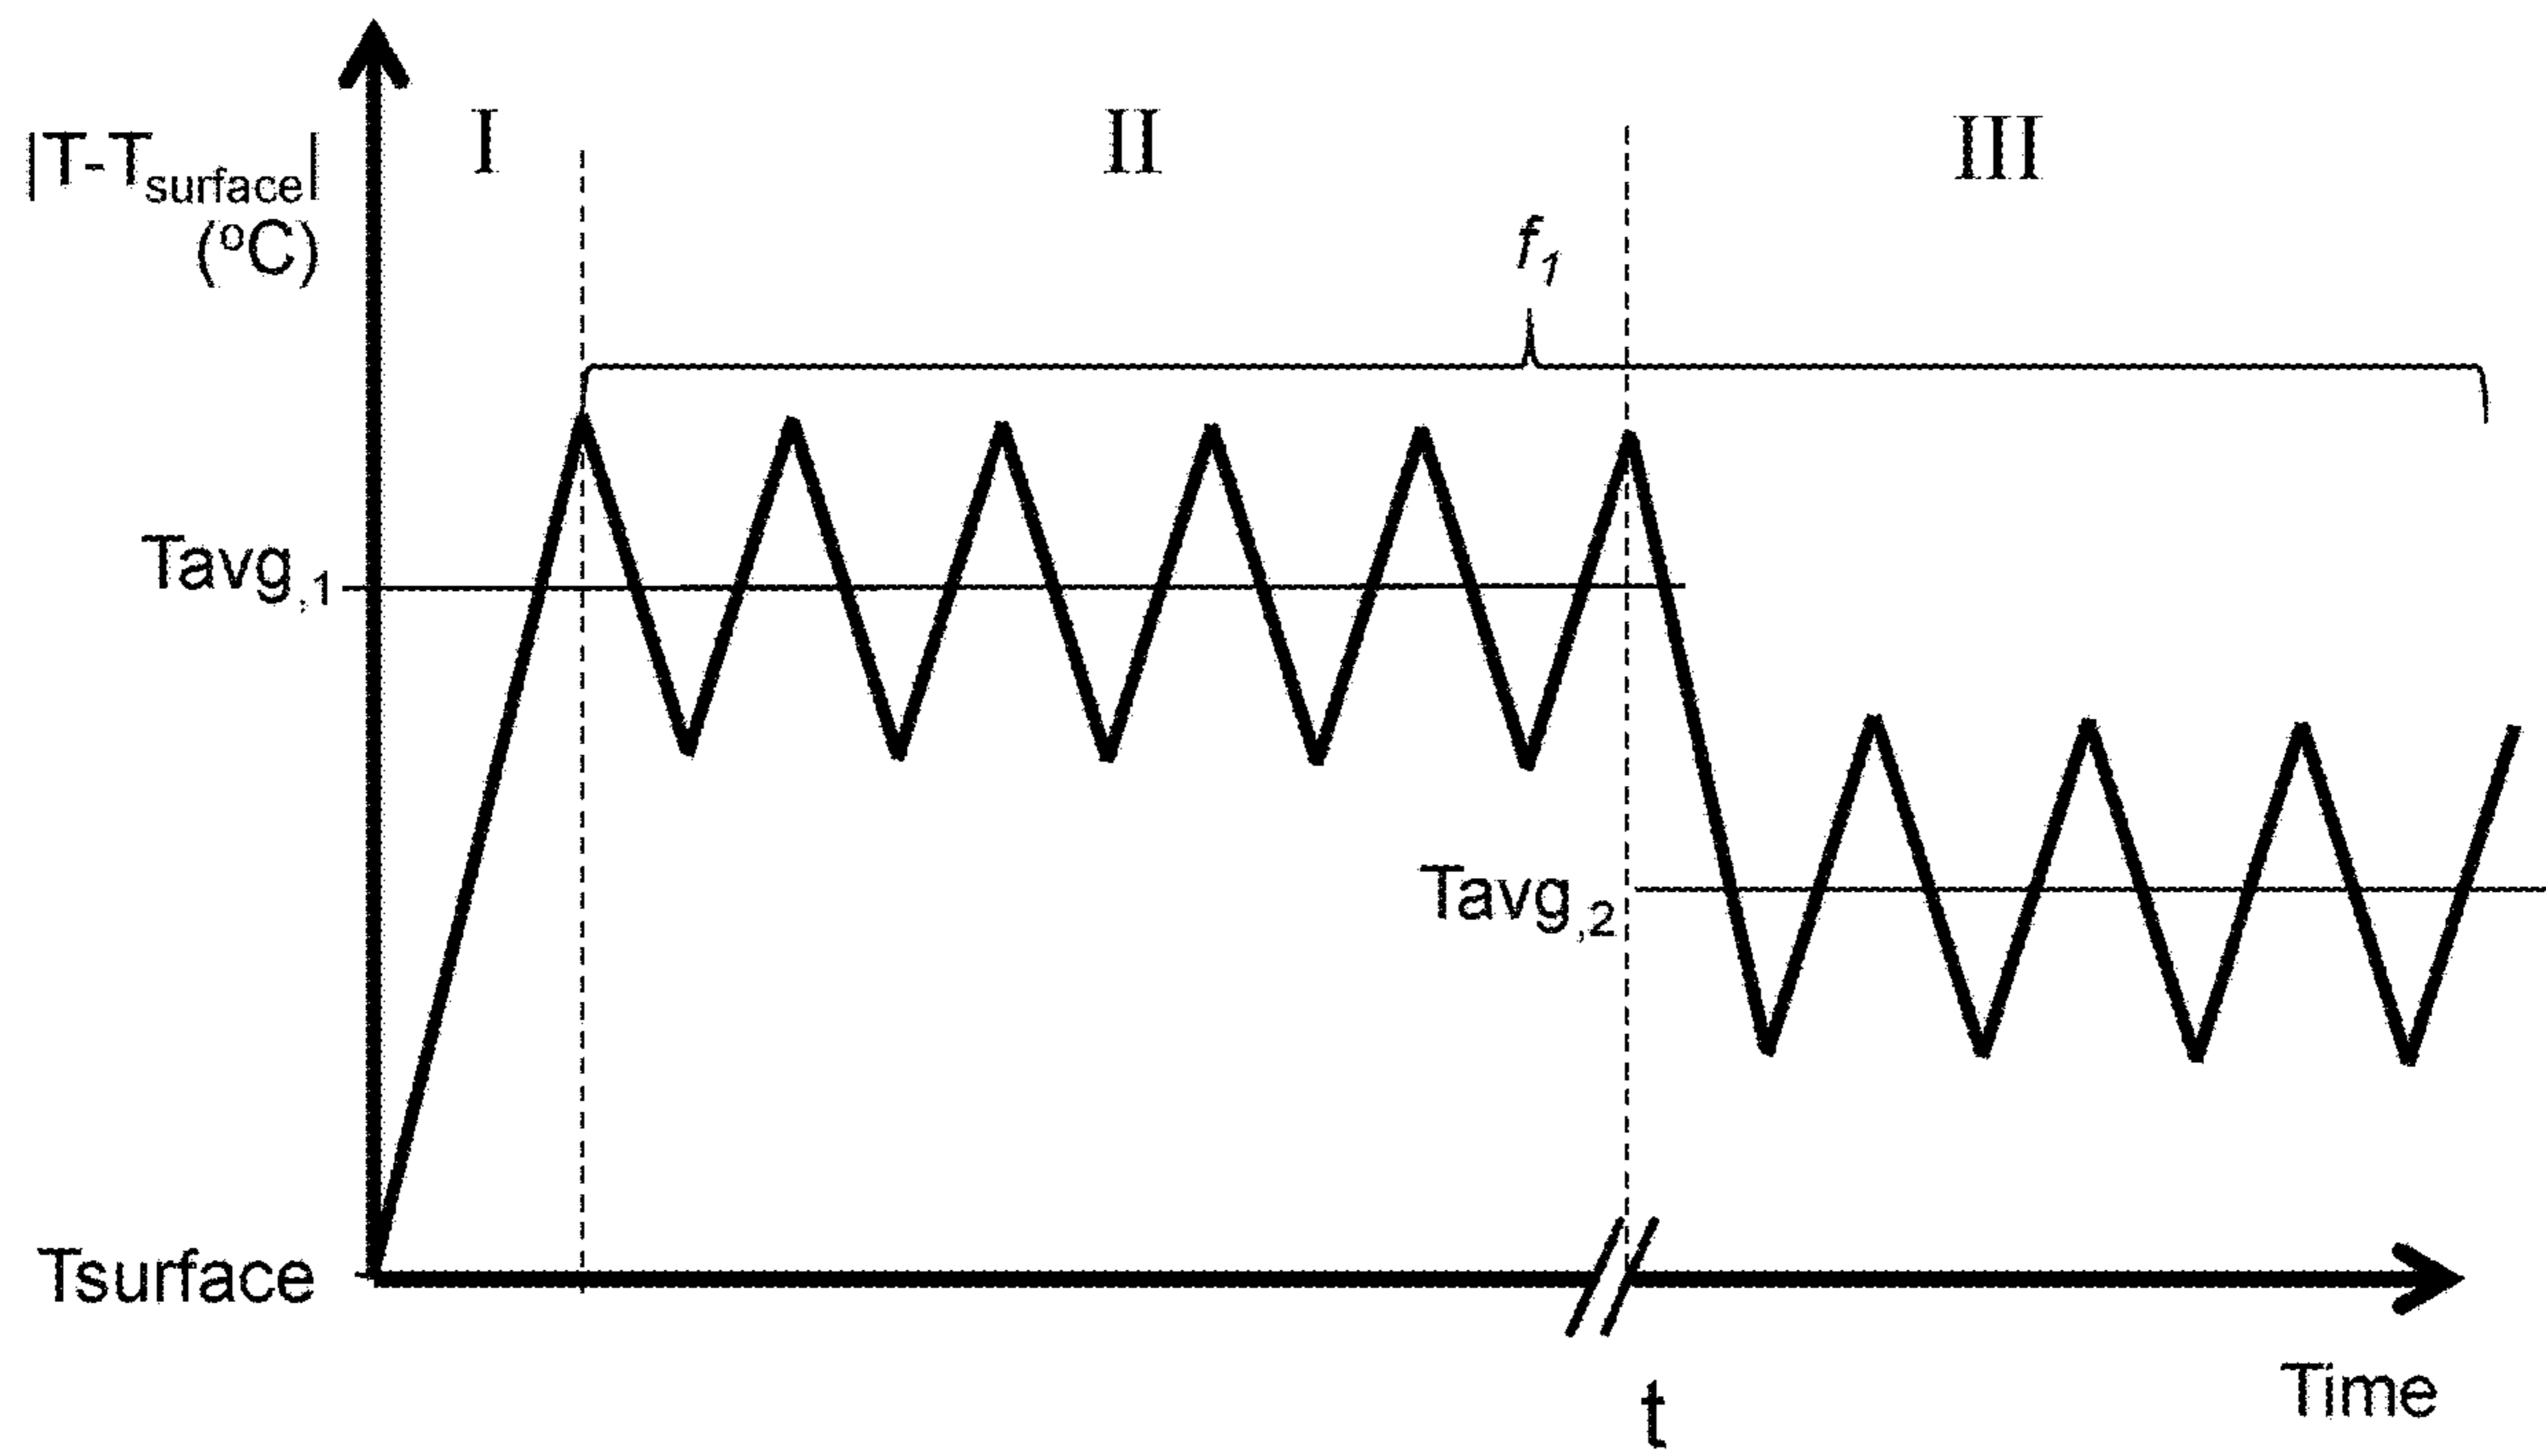 I
II
III
|T-Tsurface|
(°C)
f1
Tavg,1
Tavg,2
Tsurface
Time
t